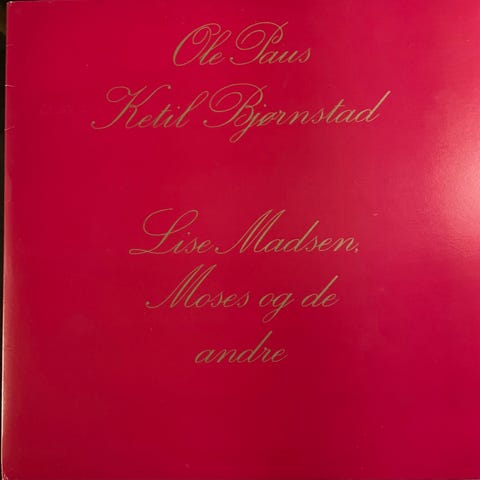 Ole Paus
Ketil Bjørnstad
Lise Madsen,
Moses og de
andre